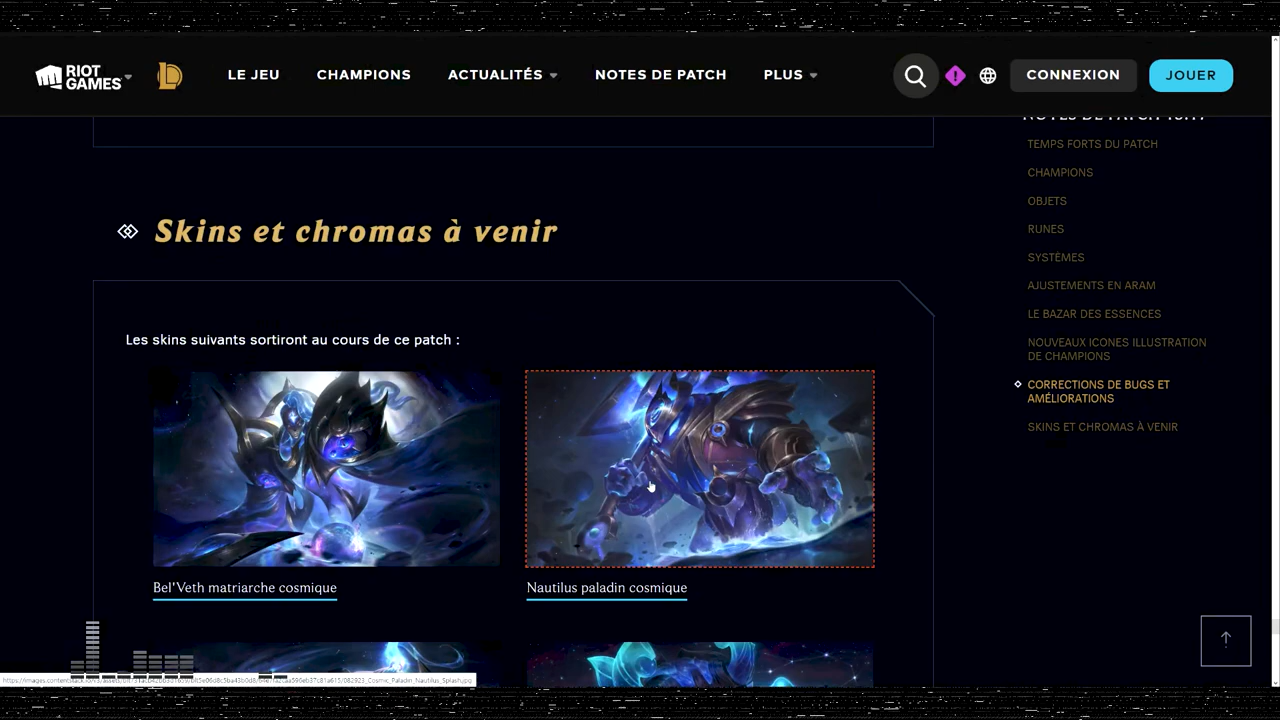 RIOT GAMES
LE JEU
CHAMPIONS
ACTUALITÉS
NOTES DE PATCH
PLUS
CONNEXION
JOUER
TEMPS FORTS DU PATCH
CHAMPIONS
OBJETS
RUNES
SYSTÈMES
AJUSTEMENTS EN ARAM
LE BAZAR DES ESSENCES
NOUVEAUX ICONES ILLUSTRATION
DE CHAMPIONS
CORRECTIONS DE BUGS ET
AMÉLIORATIONS
SKINS ET CHROMAS À VENIR
Skins et chromas à venir
Les skins suivants sortiront au cours de ce patch :
Bel'Veth matriarche cosmique
Nautilus paladin cosmique